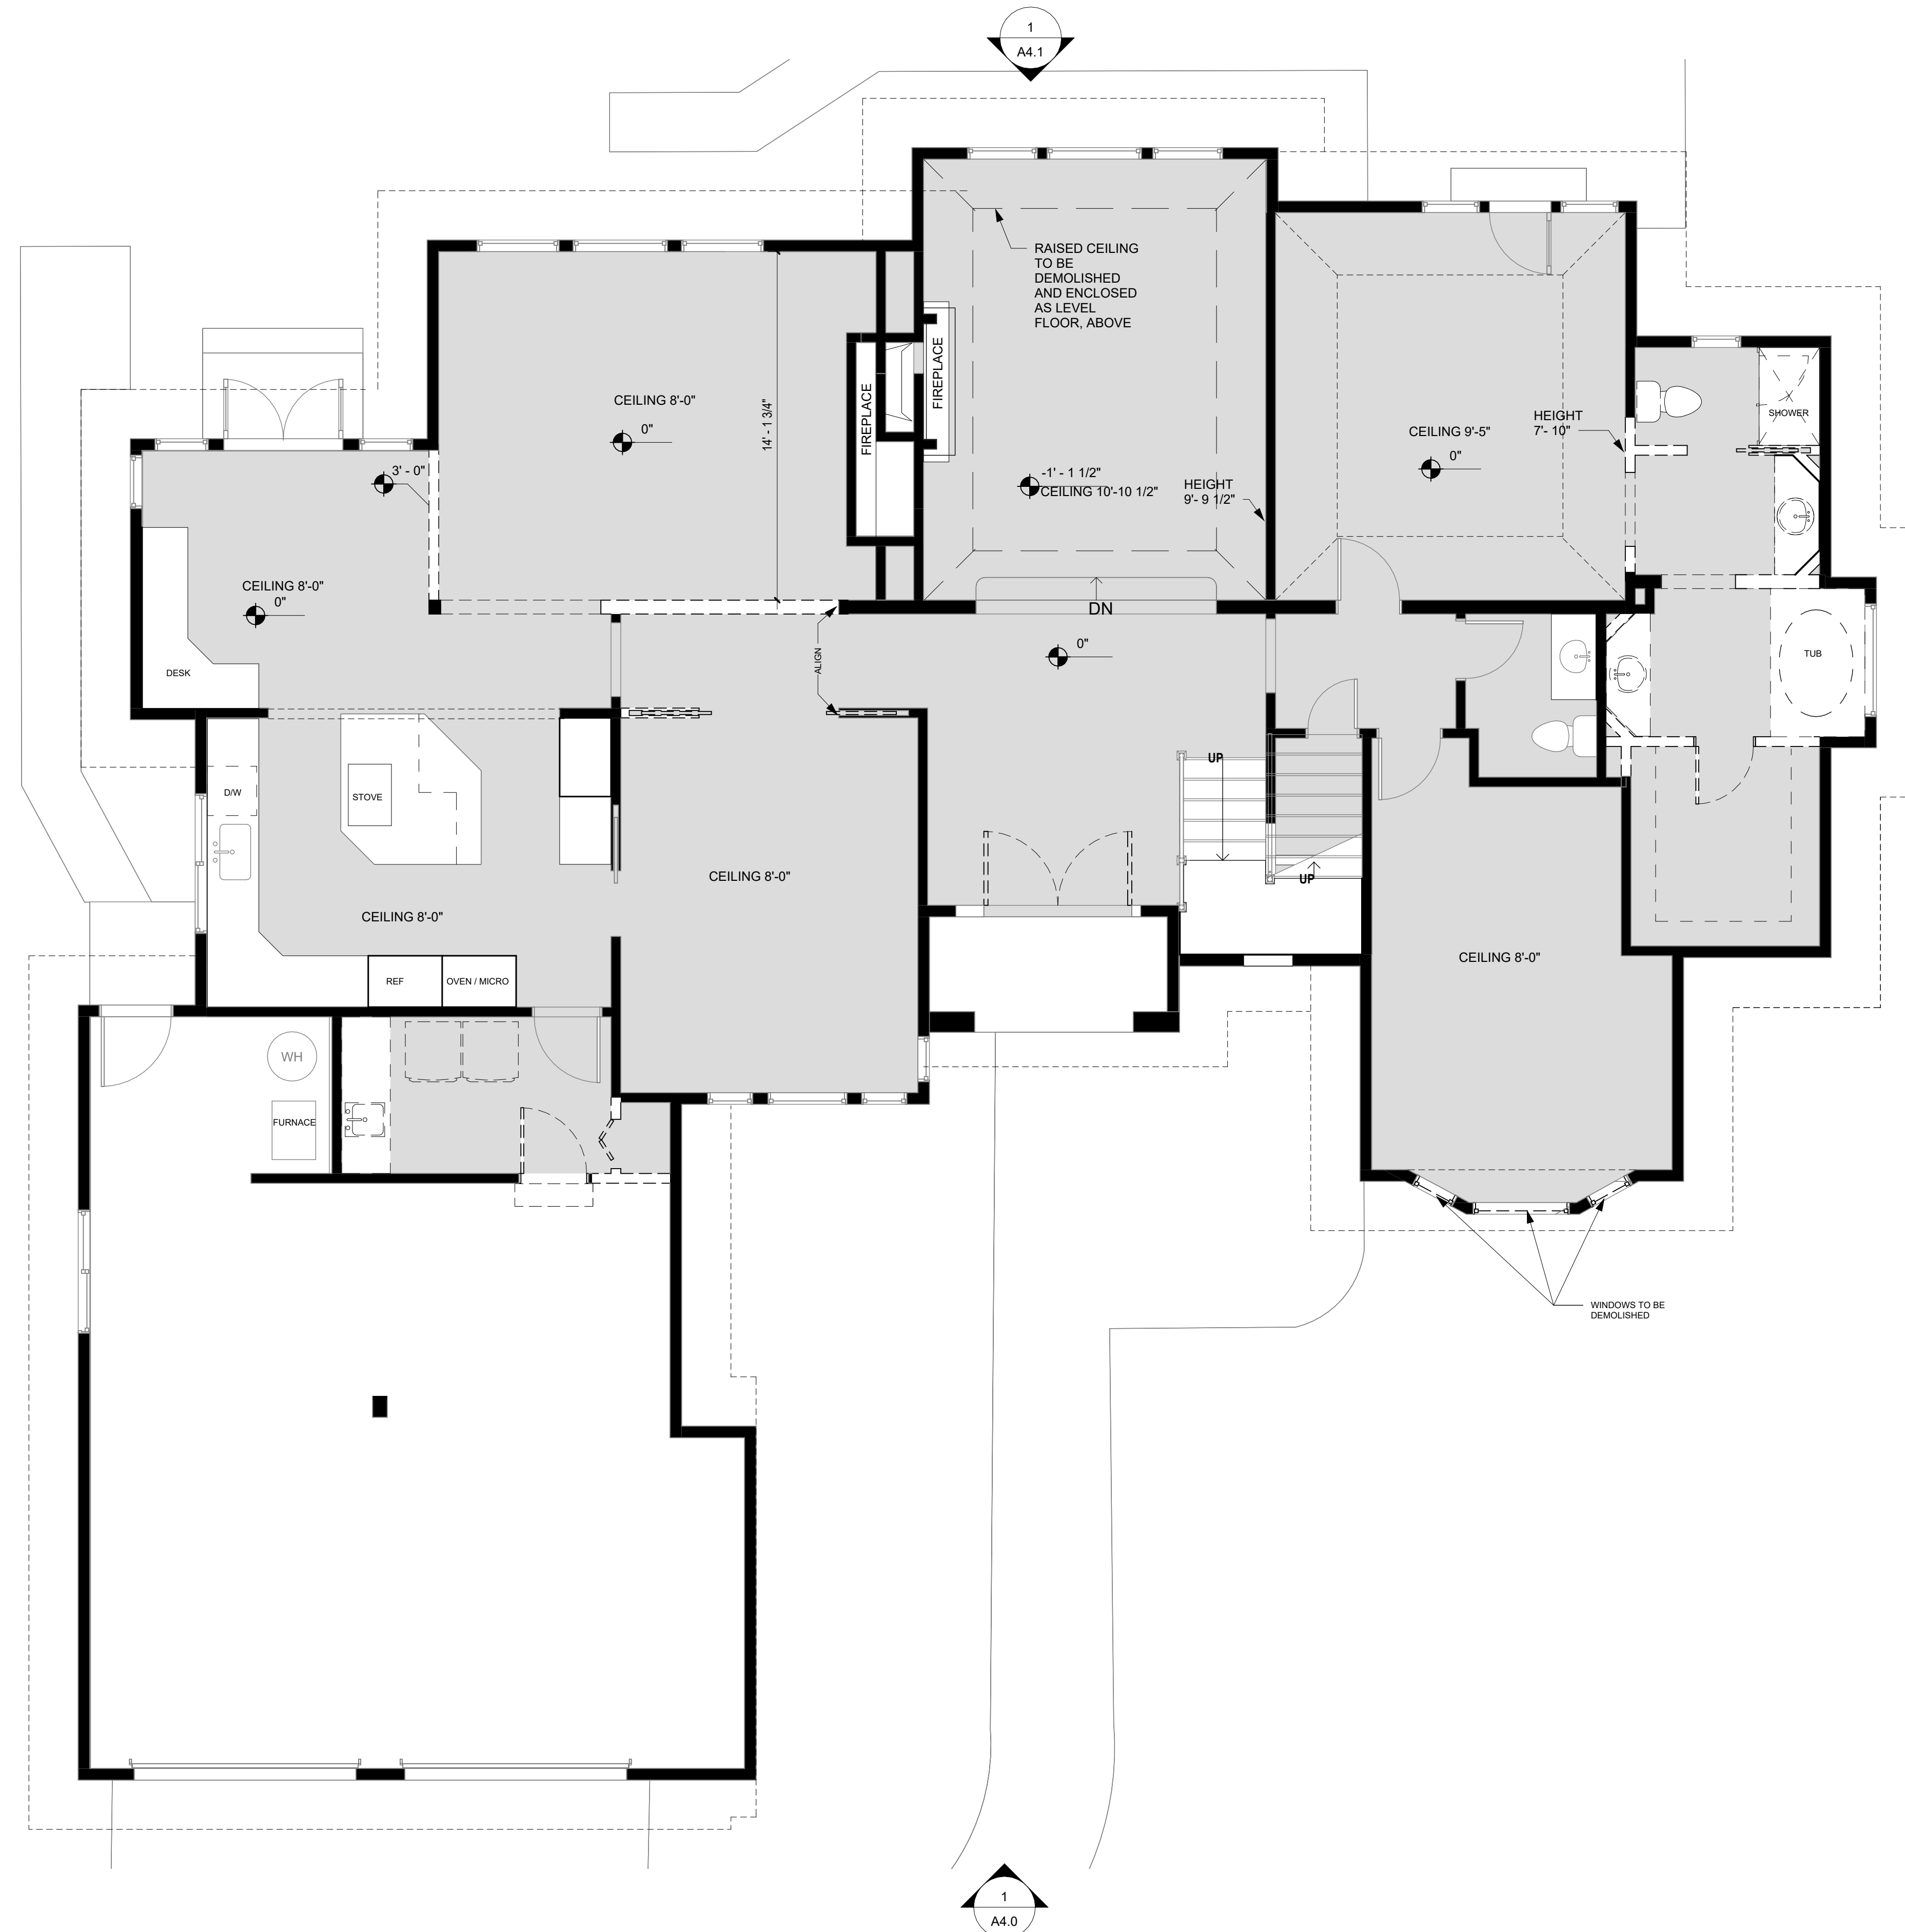 1
A4.1
RAISED CEILING
TO BE
DEMOLISHED
AND ENCLOSED
AS LEVEL
FLOOR, ABOVE
CEILING 8'-0"
0"
14' - 1 3/4"
FIREPLACE
FIREPLACE
-1' - 1 1/2"
CEILING 10'-10 1/2"
HEIGHT
9'- 9 1/2"
CEILING 9'-5"
0"
HEIGHT
7'- 10"
SHOWER
3' - 0"
CEILING 8'-0"
0"
DESK
ALIGN
DN
0"
TUB
D/W
STOVE
CEILING 8'-0"
REF
OVEN / MICRO
CEILING 8'-0"
UP
UP
CEILING 8'-0"
WH
FURNACE
WINDOWS TO BE
DEMOLISHED
1
A4.0